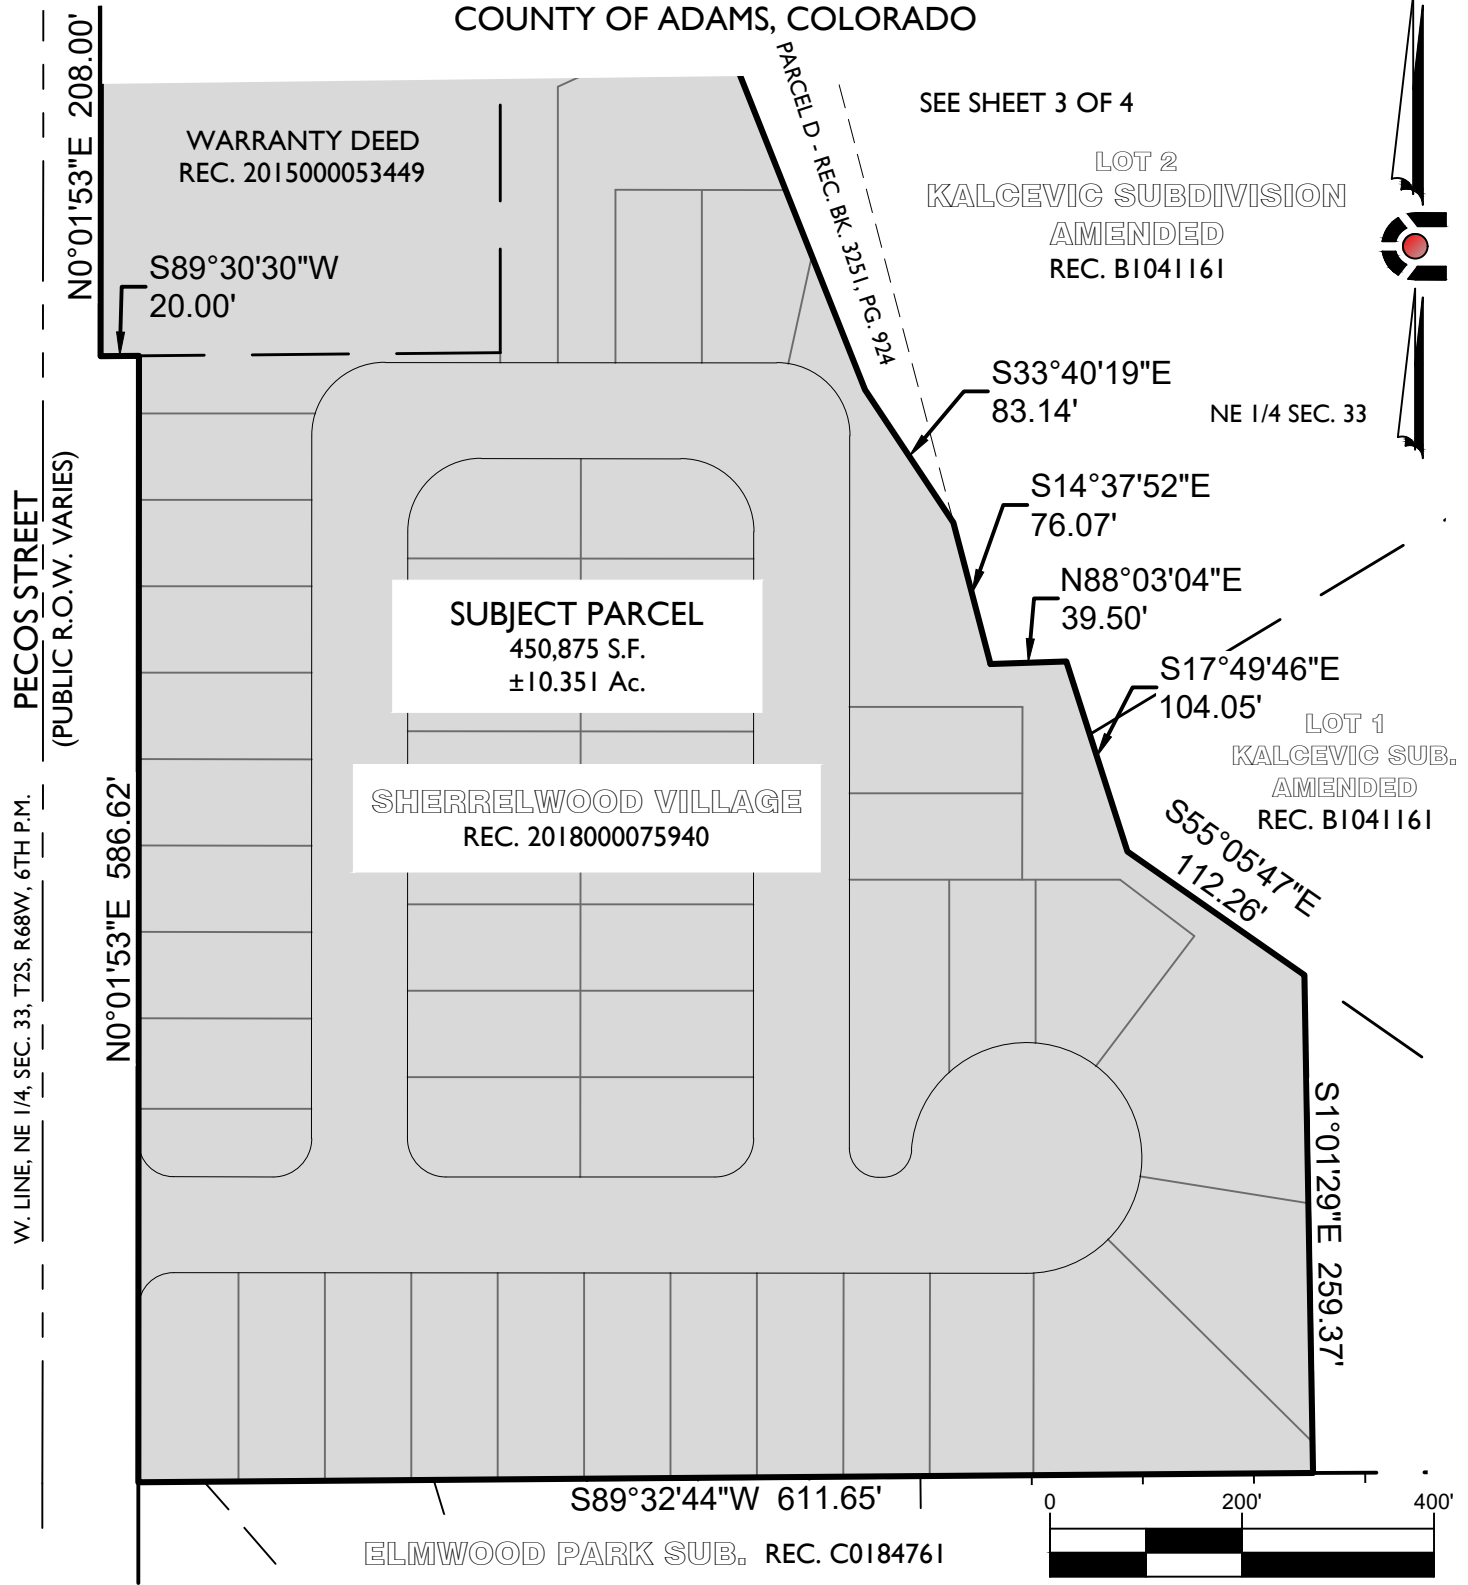 COUNTY OF ADAMS, COLORADO
N0°01'53"E 208.00'
WARRANTY DEED
REC. 2015000053449
S89°30'30"W
20.00'
PARCEL D - REC. BK. 3251, PG. 924
SEE SHEET 3 OF 4
LOT 2
KALCEVIC SUBDIVISION
AMENDED
REC. B1041161
S33°40'19"E
83.14'
NE 1/4 SEC. 33
S14°37'52"E
76.07'
N88°03'04"E
39.50'
S17°49'46"E
104.05'
LOT 1
KALCEVIC SUB.
AMENDED
REC. B1041161
S55°05'47"E
112.26'
PECOS STREET
(PUBLIC R.O.W. VARIES)
W. LINE, NE 1/4, SEC. 33, T2S, R68W, 6TH P.M.
N0°01'53"E 586.62'
SUBJECT PARCEL
450,875 S.F.
±10.351 Ac.
SHERRELWOOD VILLAGE
REC. 2018000075940
S1°01'29"E 259.37'
S89°32'44"W 611.65'
ELMWOOD PARK SUB. REC. C0184761
0 200' 400'